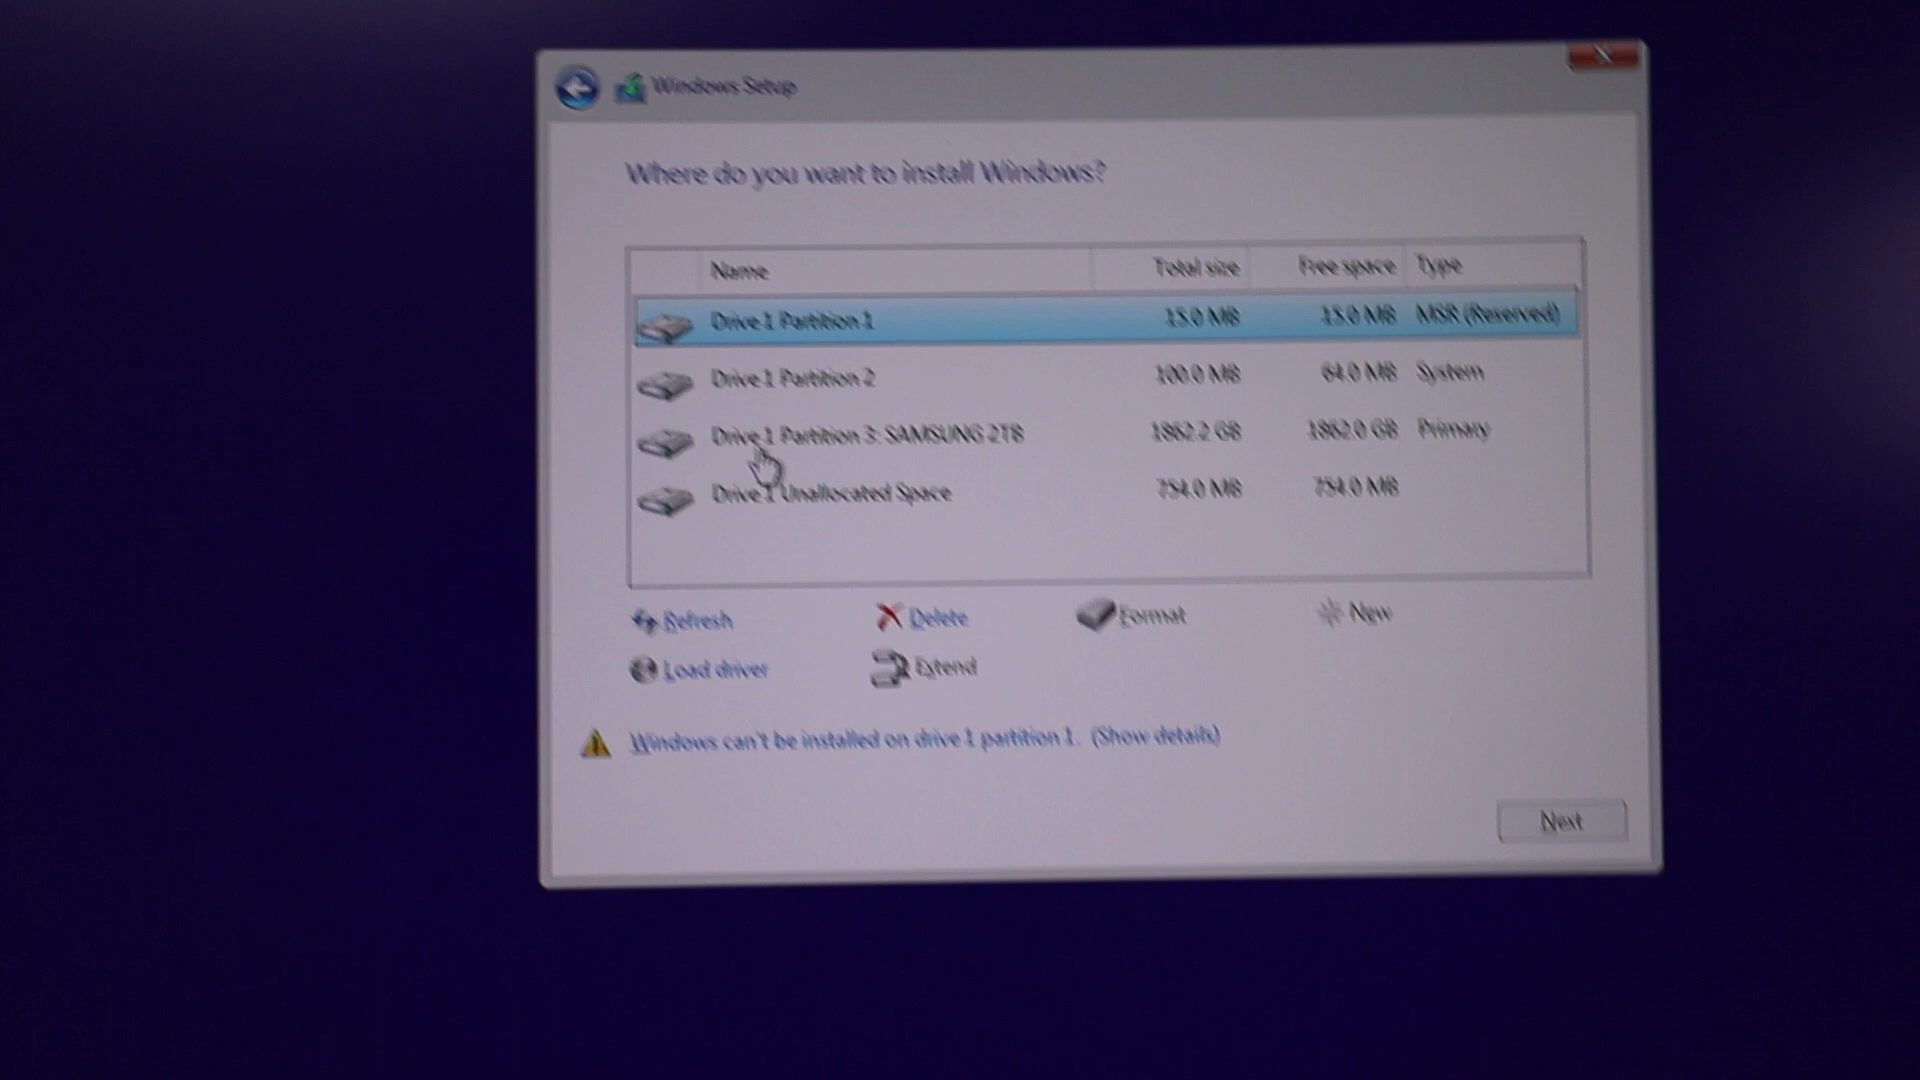 Windows Setup
Where do you want to install Windows?
Name Total size Free space Type
Drive 1 Partition 1 15.0 MB 15.0 MB MSR (Reserved)
Drive 1 Partition 2 100.0 MB 64.0 MB System
Drive 1 Partition 3: SAMSUNG 2TB 1862.2 GB 1862.0 GB Primary
Drive 1 Unallocated Space 754.0 MB 754.0 MB
Refresh Delete Format New
Load driver Extend
Windows can't be installed on drive 1 partition 1. (Show details)
Next